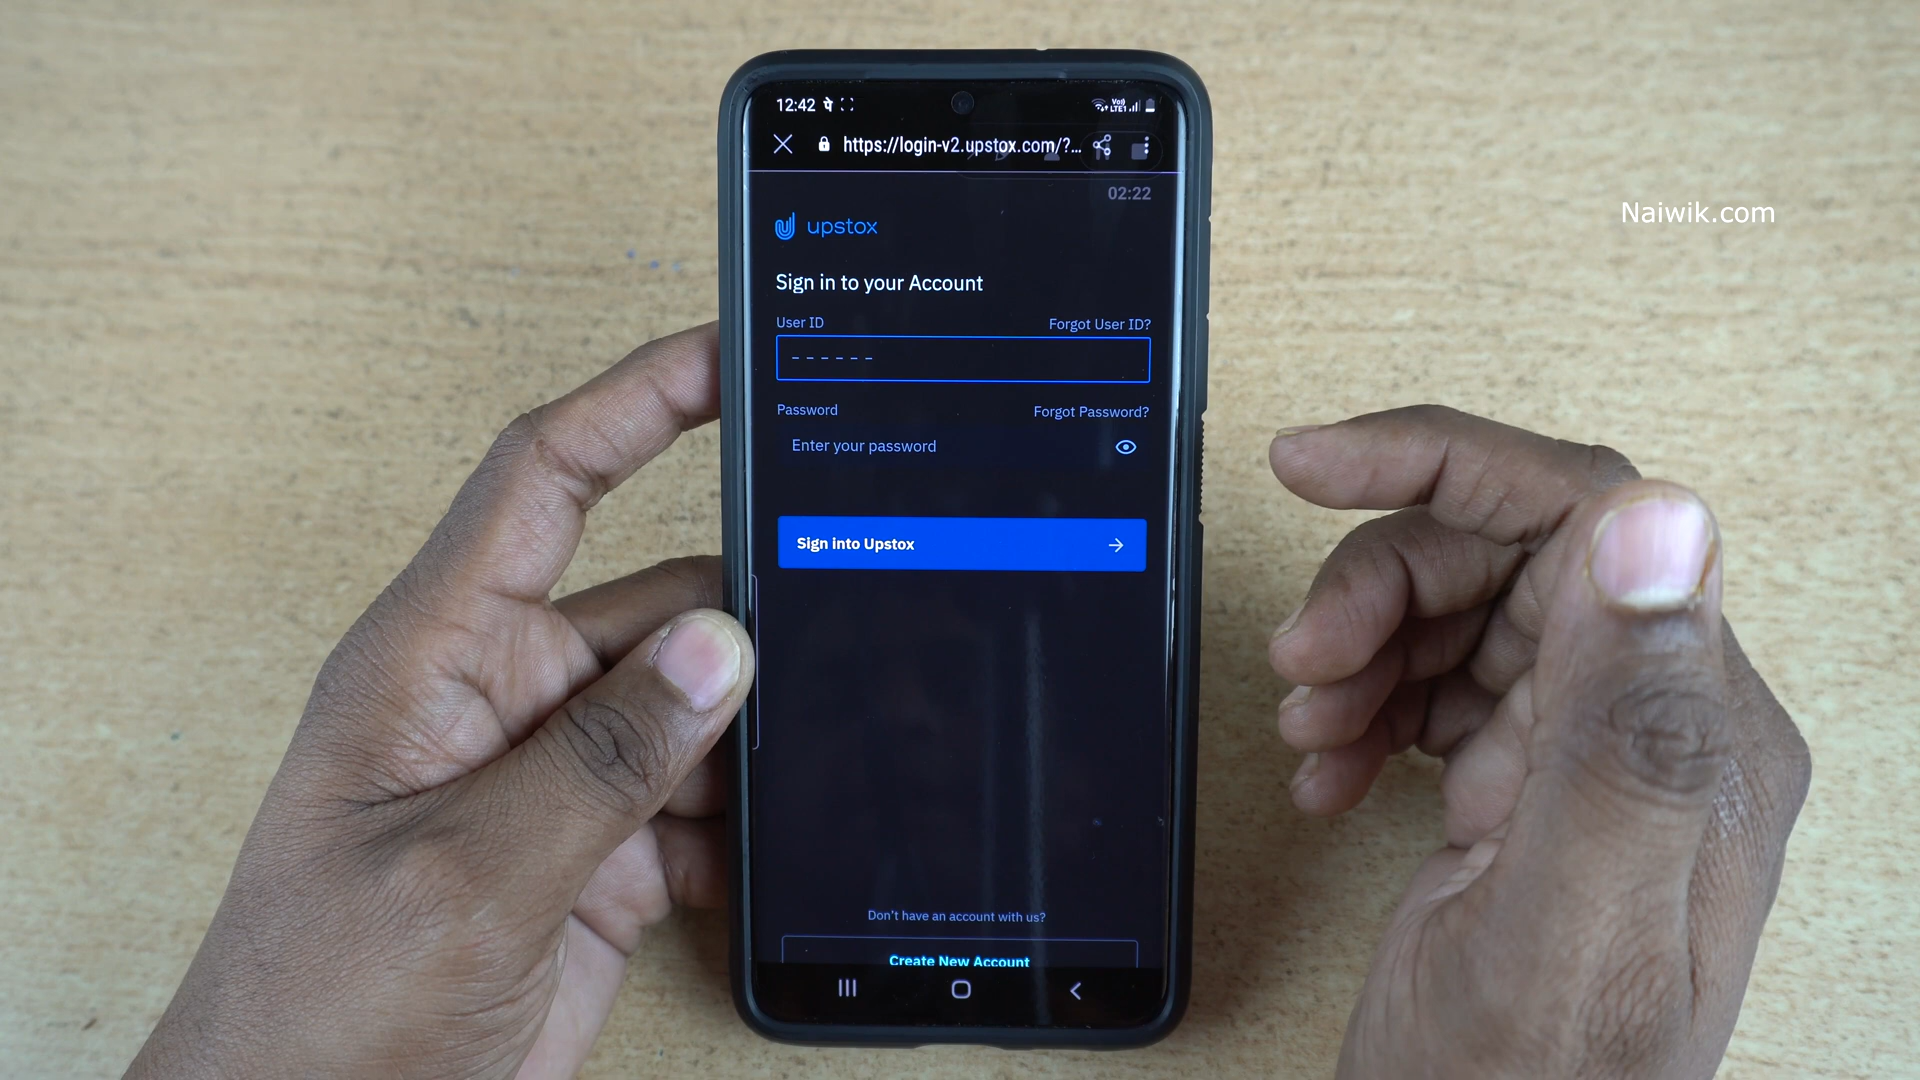 12:42 पे
Vo)) LTE1
https://login-v2.upstox.com/?...
02:22
upstox
Naiwik.com
Sign in to your Account
User ID
Forgot User ID?
------
Password
Forgot Password?
Enter your password
Sign into Upstox
Don't have an account with us?
Create New Account